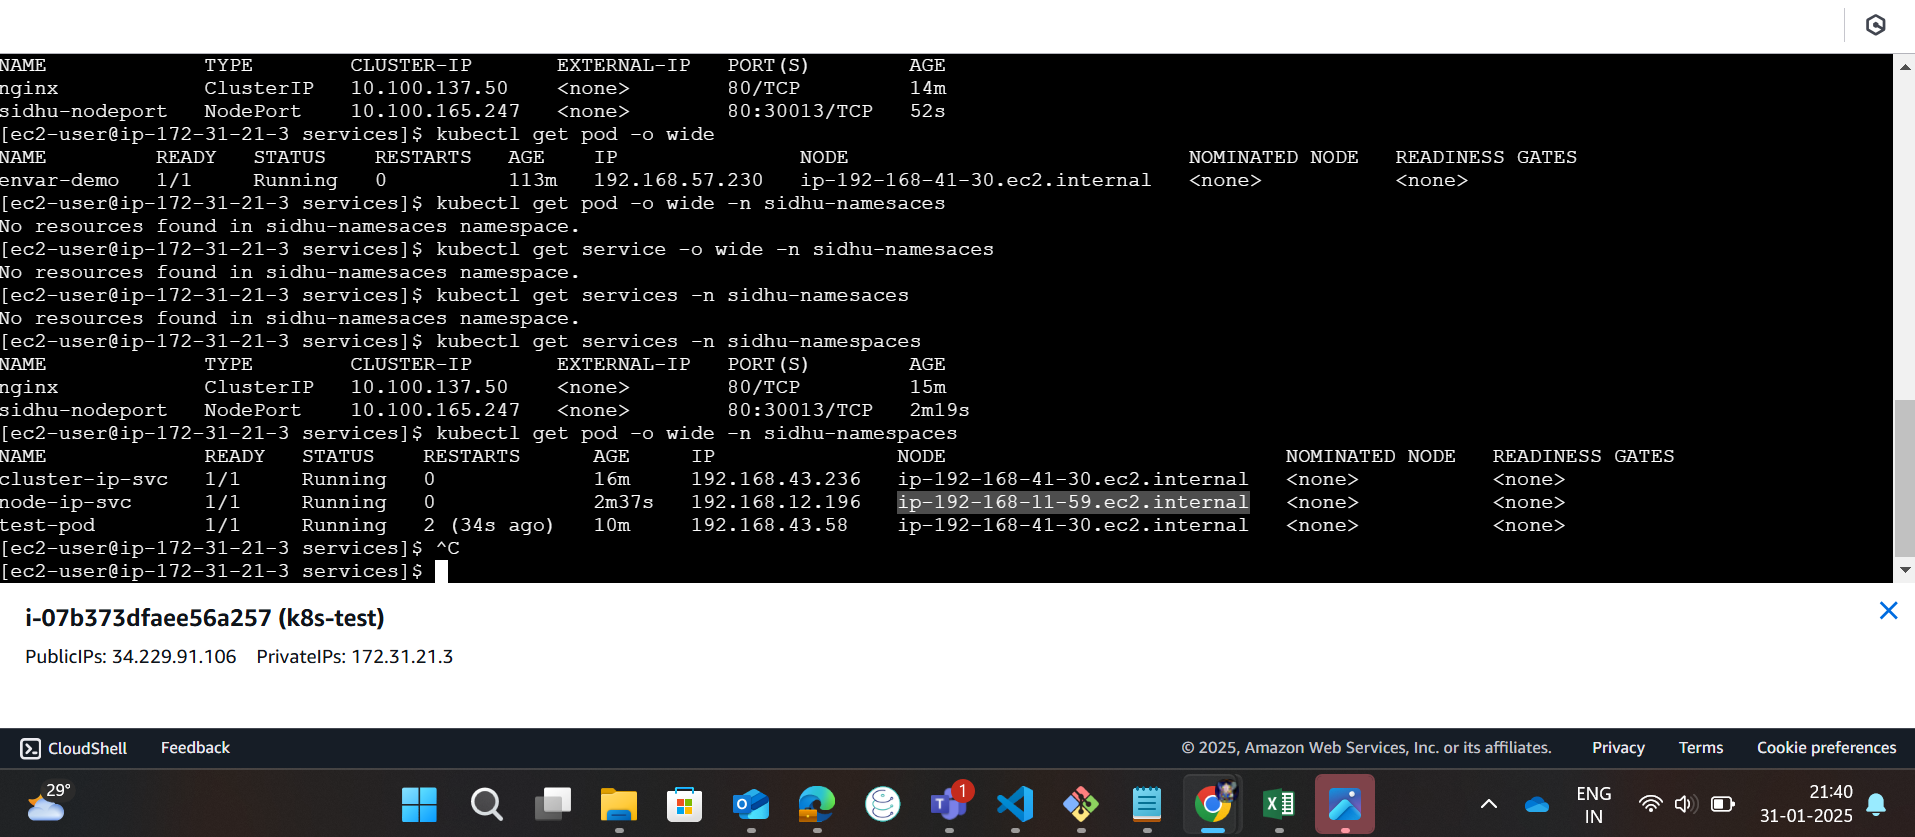 NAME TYPE CLUSTER-IP EXTERNAL-IP PORT(S) AGE
nginx ClusterIP 10.100.137.50 <none> 80/TCP 14m
sidhu-nodeport NodePort 10.100.165.247 <none> 80:30013/TCP 52s
[ec2-user@ip-172-31-21-3 services]$ kubectl get pod -o wide
NAME READY STATUS RESTARTS AGE IP NODE NOMINATED NODE READINESS GATES
envar-demo 1/1 Running 0 113m 192.168.57.230 ip-192-168-41-30.ec2.internal <none> <none>
[ec2-user@ip-172-31-21-3 services]$ kubectl get pod -o wide -n sidhu-namesaces
No resources found in sidhu-namesaces namespace.
[ec2-user@ip-172-31-21-3 services]$ kubectl get service -o wide -n sidhu-namesaces
No resources found in sidhu-namesaces namespace.
[ec2-user@ip-172-31-21-3 services]$ kubectl get services -n sidhu-namesaces
No resources found in sidhu-namesaces namespace.
[ec2-user@ip-172-31-21-3 services]$ kubectl get services -n sidhu-namespaces
NAME TYPE CLUSTER-IP EXTERNAL-IP PORT(S) AGE
nginx ClusterIP 10.100.137.50 <none> 80/TCP 15m
sidhu-nodeport NodePort 10.100.165.247 <none> 80:30013/TCP 2m19s
[ec2-user@ip-172-31-21-3 services]$ kubectl get pod -o wide -n sidhu-namespaces
NAME READY STATUS RESTARTS AGE IP NODE NOMINATED NODE READINESS GATES
cluster-ip-svc 1/1 Running 0 16m 192.168.43.236 ip-192-168-41-30.ec2.internal <none> <none>
node-ip-svc 1/1 Running 0 2m37s 192.168.12.196 ip-192-168-11-59.ec2.internal <none> <none>
test-pod 1/1 Running 2 (34s ago) 10m 192.168.43.58 ip-192-168-41-30.ec2.internal <none> <none>
[ec2-user@ip-172-31-21-3 services]$ ^C
[ec2-user@ip-172-31-21-3 services]$
i-07b373dfaee56a257 (k8s-test)
PublicIPs: 34.229.91.106 PrivateIPs: 172.31.21.3
CloudShell Feedback © 2025, Amazon Web Services, Inc. or its affiliates. Privacy Terms Cookie preferences
29°
1
ENG
IN
21:40
31-01-2025